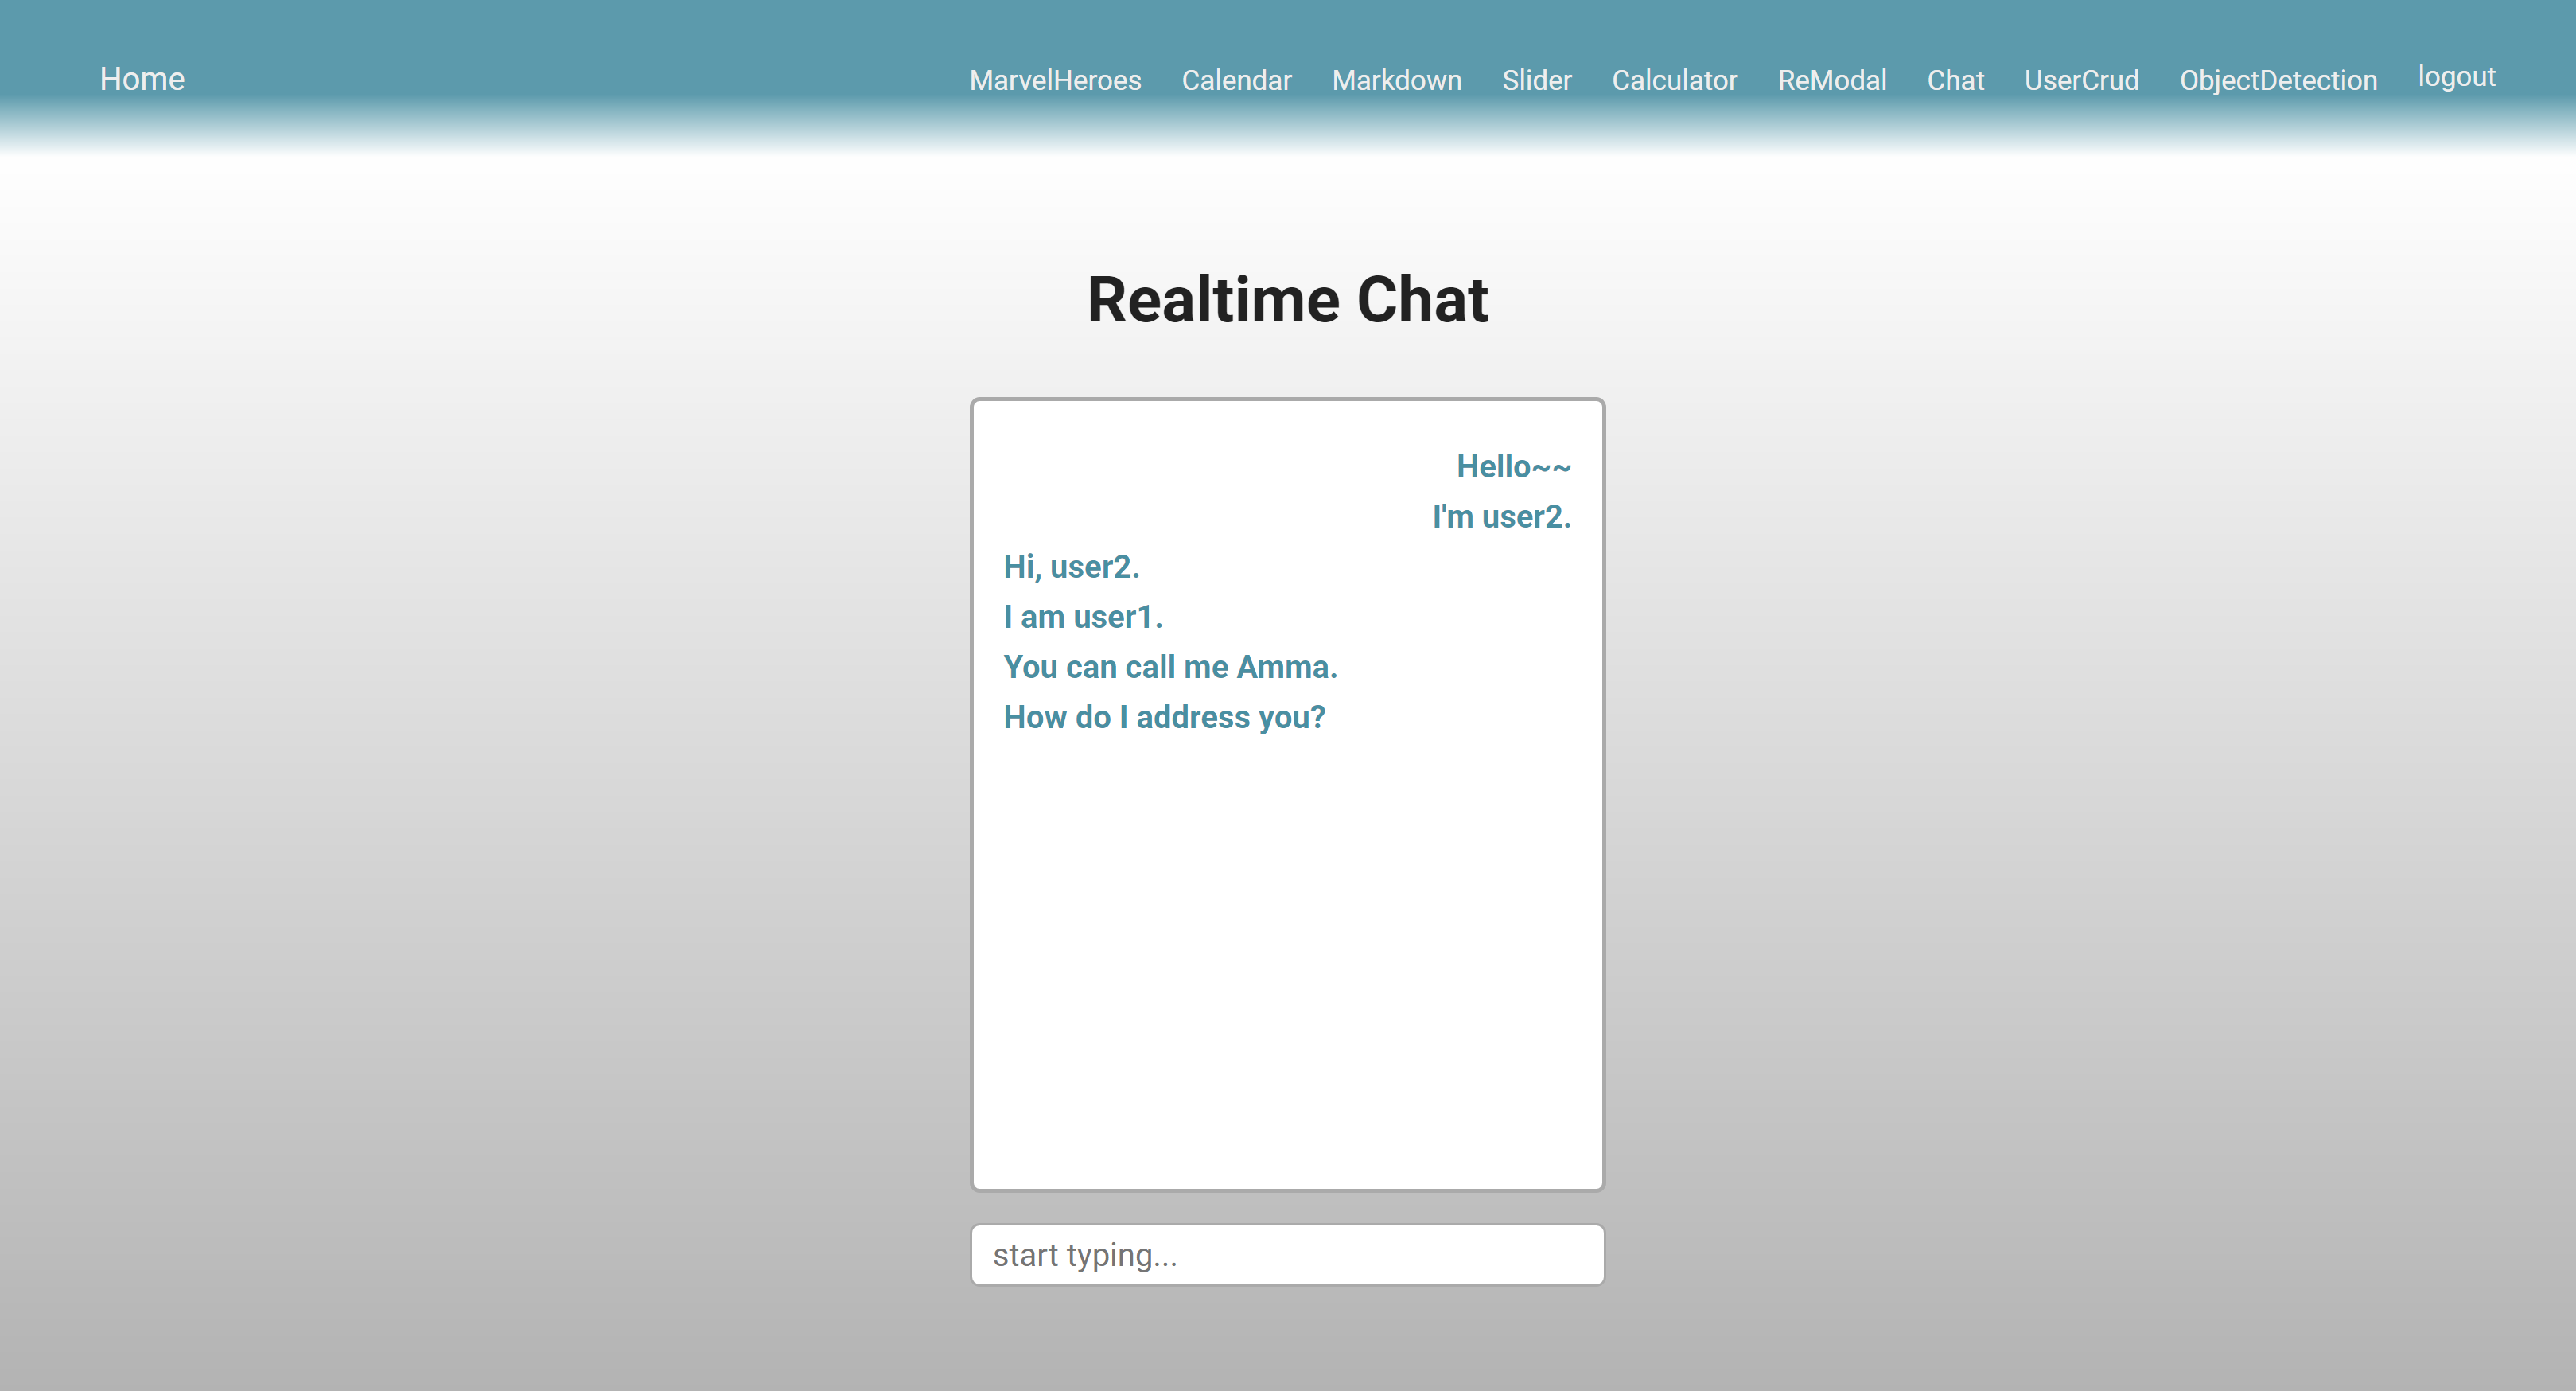 Home MarvelHeroes Calendar Markdown Slider Calculator ReModal Chat UserCrud ObjectDetection logout
Realtime Chat
Hello~~
I'm user2.
Hi, user2.
I am user1.
You can call me Amma.
How do I address you?
start typing...